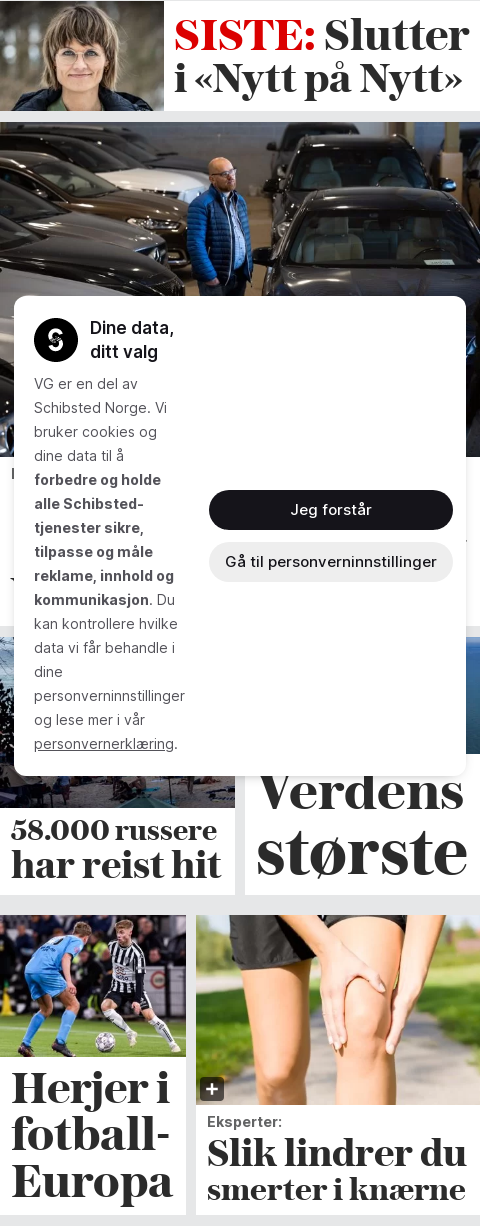 SISTE: Slutter
i «Nytt på Nytt»
Dine data,
ditt valg
VG er en del av
Schibsted Norge. Vi
bruker cookies og
dine data til å
forbedre og holde
alle Schibsted-
tjenester sikre,
tilpasse og måle
reklame, innhold og
kommunikasjon. Du
kan kontrollere hvilke
data vi får behandle i
dine
personverninnstillinger
og lese mer i vår
personvernerklæring.
Jeg forstår
Gå til personverninnstillinger
58.000 russere
har reist hit
Verdens
største
Herjer i
fotball-
Europa
Eksperter:
Slik lindrer du
smerter i knærne